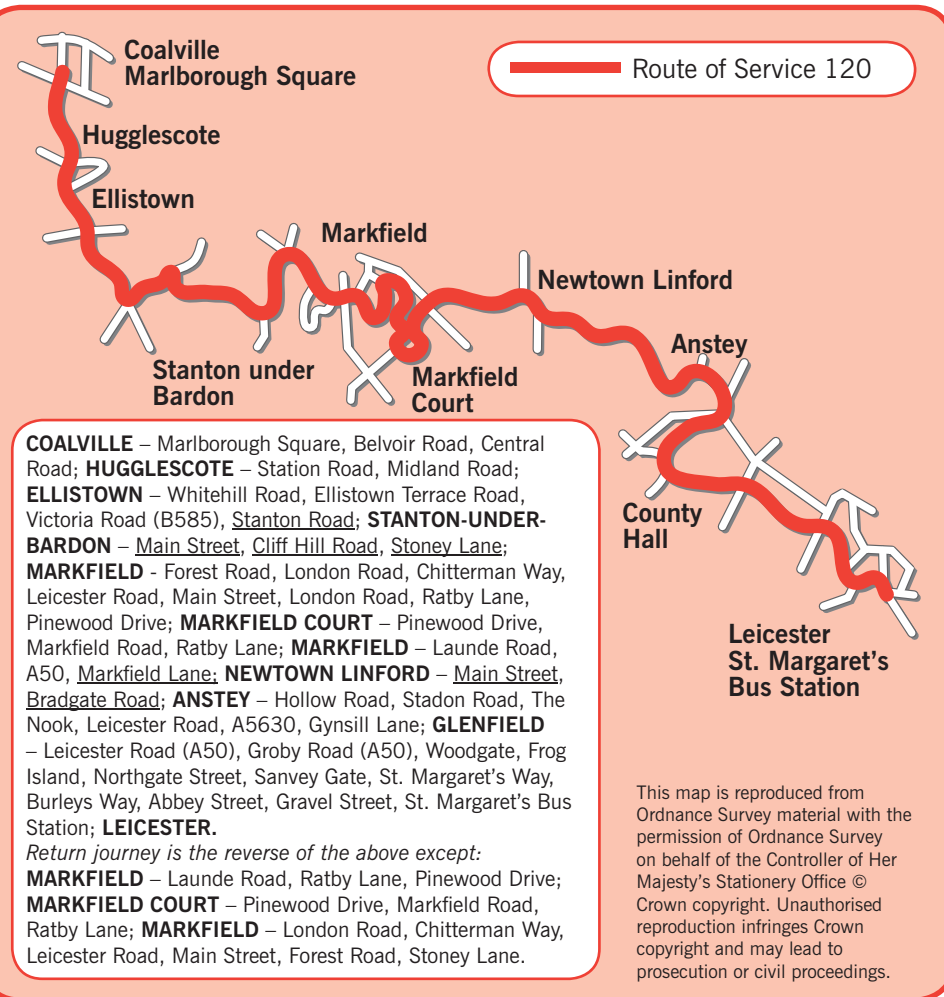 Coalville
Marlborough Square
Route of Service 120
Hugglescote
Ellistown
Markfield
Newtown Linford
Anstey
Stanton under
Bardon
Markfield
Court
County
Hall
Leicester
St. Margaret's
Bus Station
COALVILLE – Marlborough Square, Belvoir Road, Central
Road; HUGGLESCOTE – Station Road, Midland Road;
ELLISTOWN – Whitehill Road, Ellistown Terrace Road,
Victoria Road (B585), Stanton Road; STANTON-UNDER-
BARDON – Main Street, Cliff Hill Road, Stoney Lane;
MARKFIELD - Forest Road, London Road, Chitterman Way,
Leicester Road, Main Street, London Road, Ratby Lane,
Pinewood Drive; MARKFIELD COURT – Pinewood Drive,
Markfield Road, Ratby Lane; MARKFIELD – Launde Road,
A50, Markfield Lane; NEWTOWN LINFORD – Main Street,
Bradgate Road; ANSTEY – Hollow Road, Stadon Road, The
Nook, Leicester Road, A5630, Gynsill Lane; GLENFIELD
– Leicester Road (A50), Groby Road (A50), Woodgate, Frog
Island, Northgate Street, Sanvey Gate, St. Margaret's Way,
Burleys Way, Abbey Street, Gravel Street, St. Margaret's Bus
Station; LEICESTER.
Return journey is the reverse of the above except:
MARKFIELD – Launde Road, Ratby Lane, Pinewood Drive;
MARKFIELD COURT – Pinewood Drive, Markfield Road,
Ratby Lane; MARKFIELD – London Road, Chitterman Way,
Leicester Road, Main Street, Forest Road, Stoney Lane.
This map is reproduced from
Ordnance Survey material with the
permission of Ordnance Survey
on behalf of the Controller of Her
Majesty's Stationery Office ©
Crown copyright. Unauthorised
reproduction infringes Crown
copyright and may lead to
prosecution or civil proceedings.